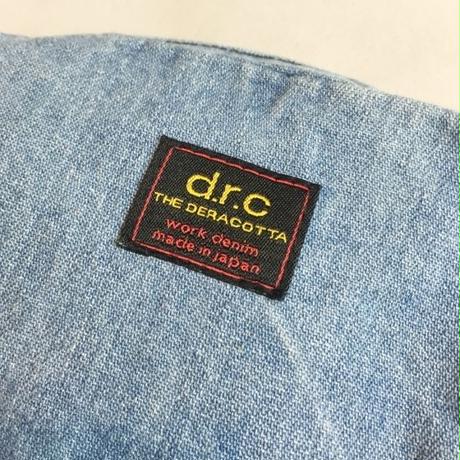 d.r.c
THE DERACOTTA
work denim
made in japan